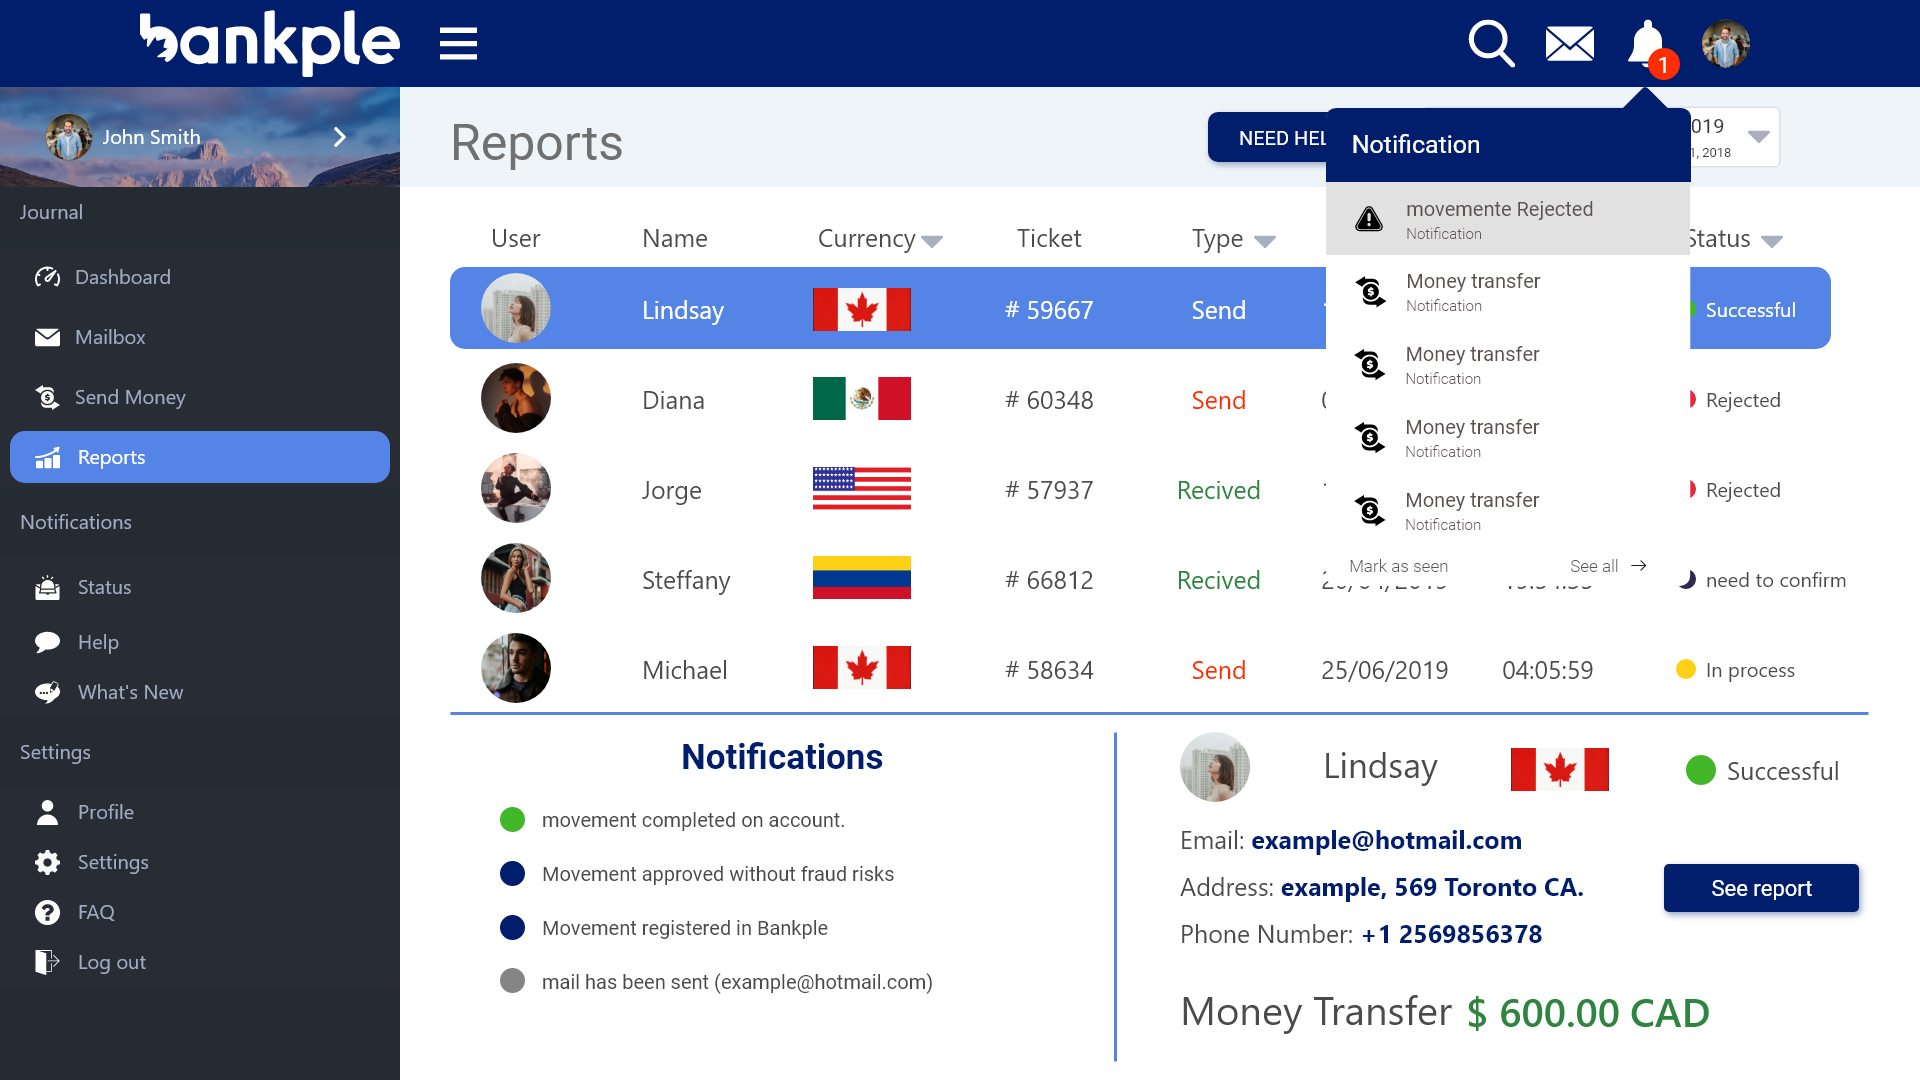 bankple
1
John Smith
Journal
Dashboard
Mailbox
Send Money
Reports
Notifications
Status
Help
What's New
Settings
Profile
Settings
FAQ
Log out
Reports
NEED HEL
019
1, 2018
Notification
movemente Rejected
Notification
Money transfer
Notification
Money transfer
Notification
Money transfer
Notification
Money transfer
Notification
Mark as seen
See all →
User Name Currency Ticket Type Status
Lindsay # 59667 Send Successful
Diana # 60348 Send Rejected
Jorge # 57937 Recived Rejected
Steffany # 66812 Recived need to confirm
Michael # 58634 Send 25/06/2019 04:05:59 In process
Notifications
movement completed on account.
Movement approved without fraud risks
Movement registered in Bankple
mail has been sent (example@hotmail.com)
Lindsay Successful
Email: example@hotmail.com
Address: example, 569 Toronto CA.
Phone Number: +1 2569856378
See report
Money Transfer $ 600.00 CAD